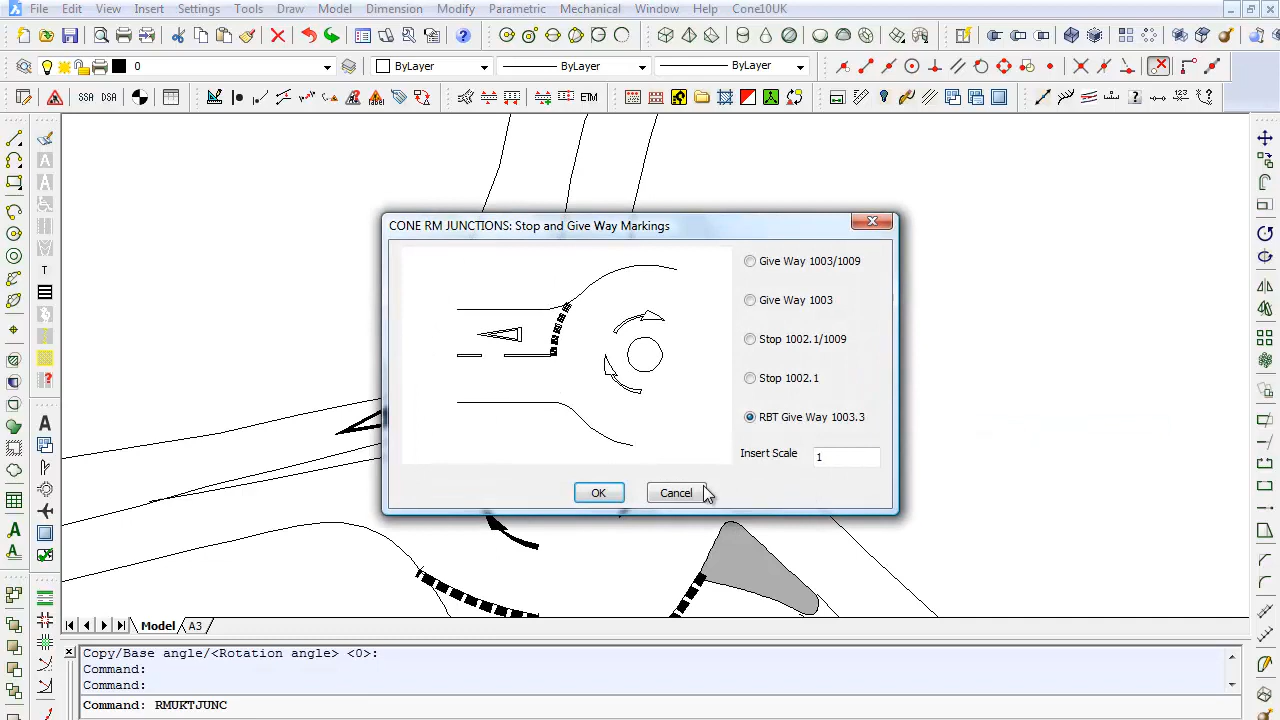 File Edit View Insert Settings Tools Draw Model Dimension Modify Parametric Mechanical Window Help Cone10UK
0 ByLayer ByLayer ByLayer
SSA DSA ETM
CONE RM JUNCTIONS: Stop and Give Way Markings
Give Way 1003/1009
Give Way 1003
Stop 1002.1/1009
Stop 1002.1
RBT Give Way 1003.3
Insert Scale 1
OK Cancel
Model A3
Copy/Base angle/<Rotation angle> <0>:
Command:
Command:
Command: RMUKTJUNC